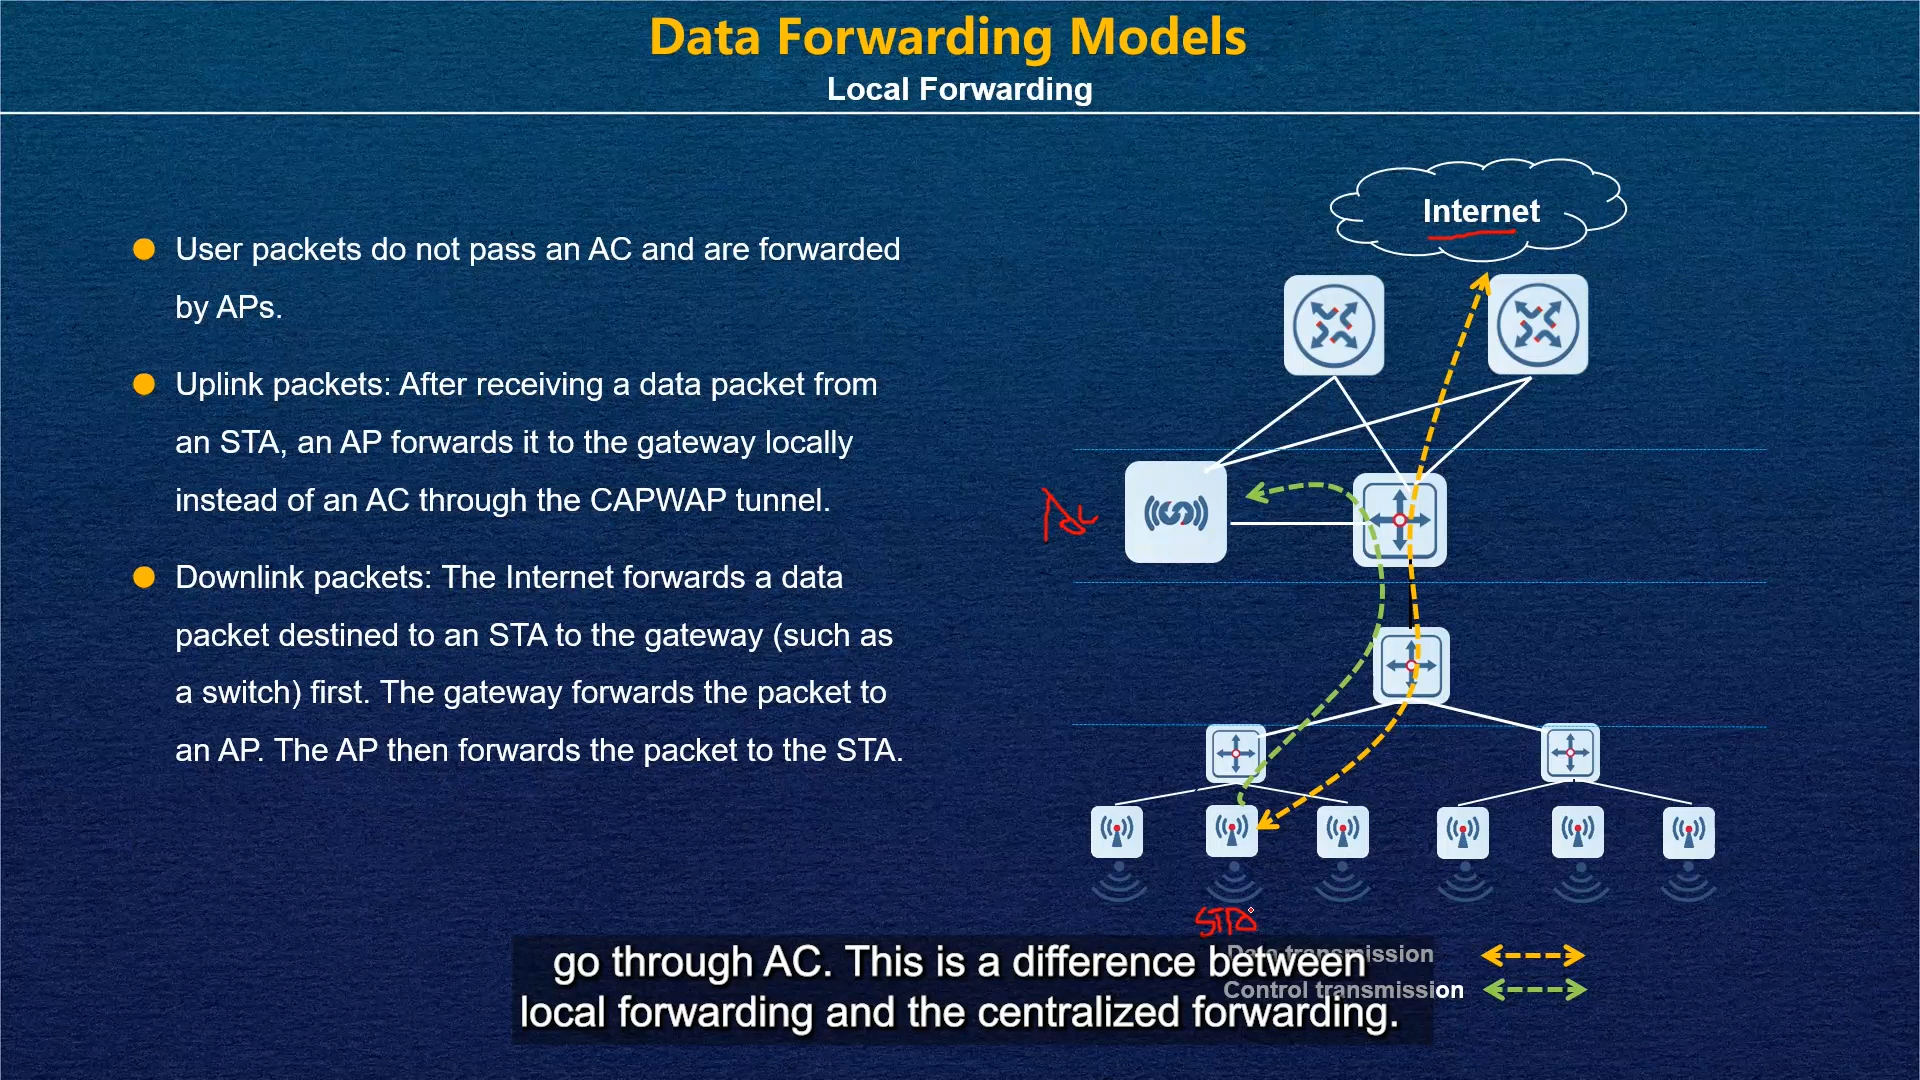 Data Forwarding Models
Local Forwarding
User packets do not pass an AC and are forwarded
by APs.
Uplink packets: After receiving a data packet from
an STA, an AP forwards it to the gateway locally
instead of an AC through the CAPWAP tunnel.
Downlink packets: The Internet forwards a data
packet destined to an STA to the gateway (such as
a switch) first. The gateway forwards the packet to
an AP. The AP then forwards the packet to the STA.
Internet
AC
STA
Data transmission
Control transmission
go through AC. This is a difference between
local forwarding and the centralized forwarding.